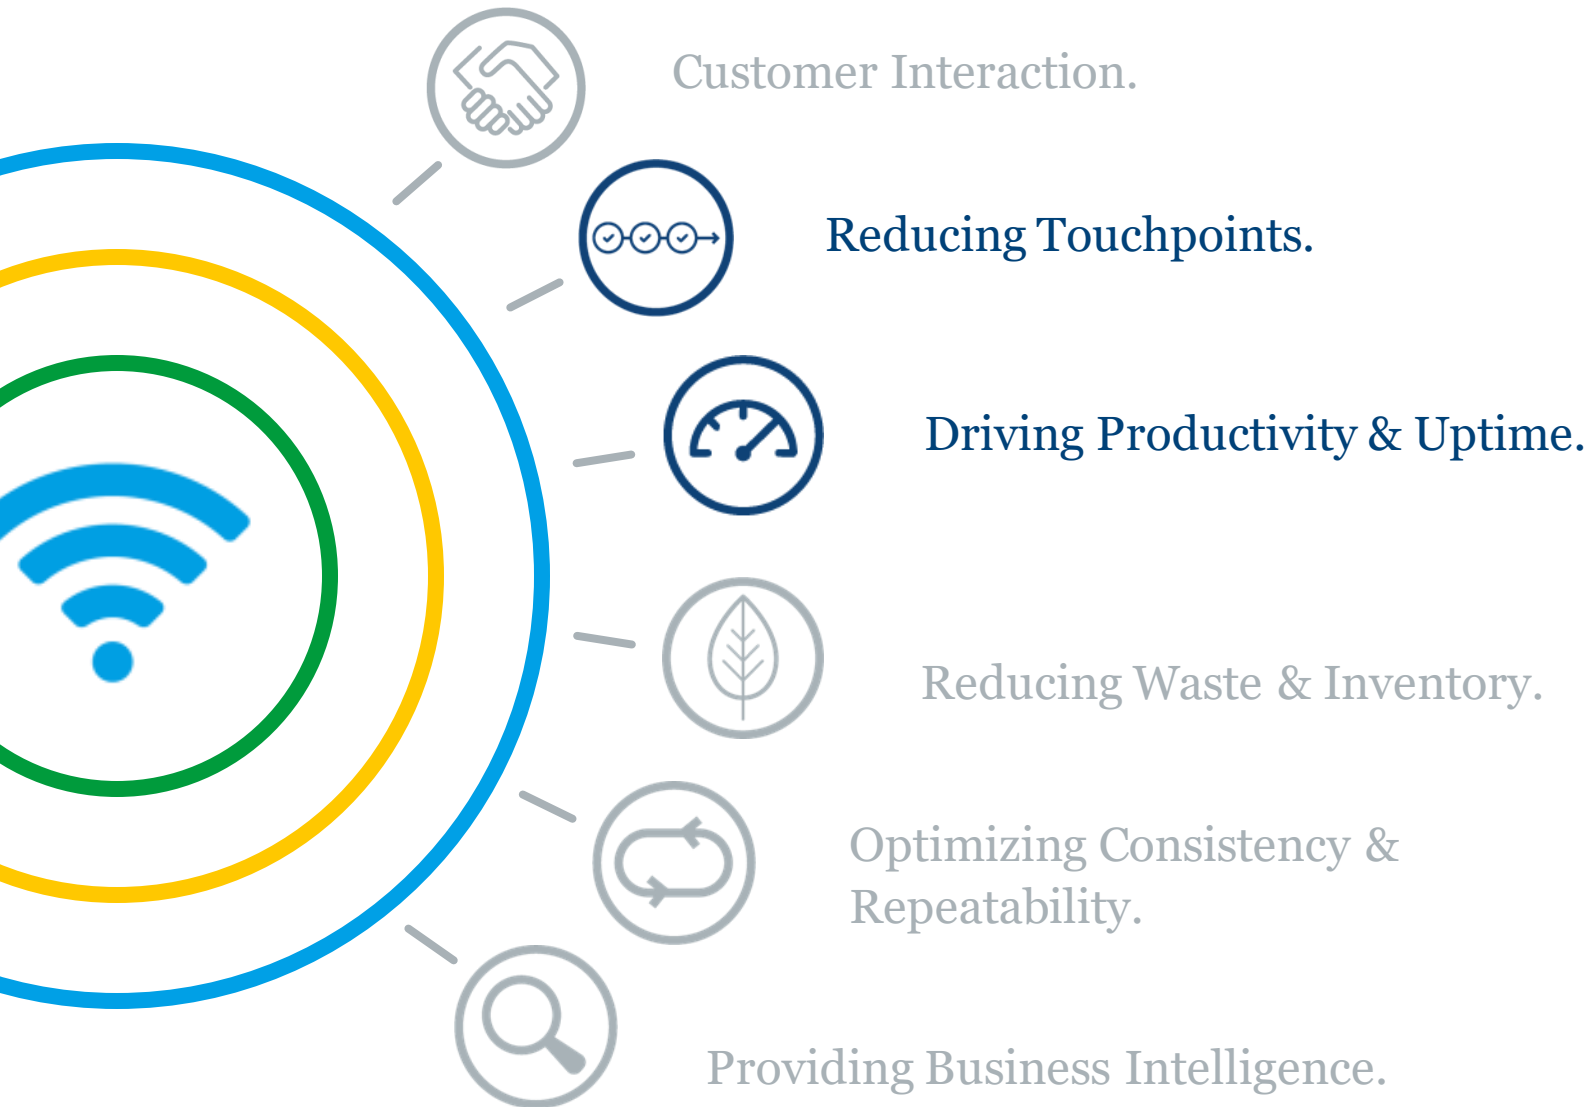 Customer Interaction.
Reducing Touchpoints.
Driving Productivity & Uptime.
Reducing Waste & Inventory.
Optimizing Consistency &
Repeatability.
Providing Business Intelligence.